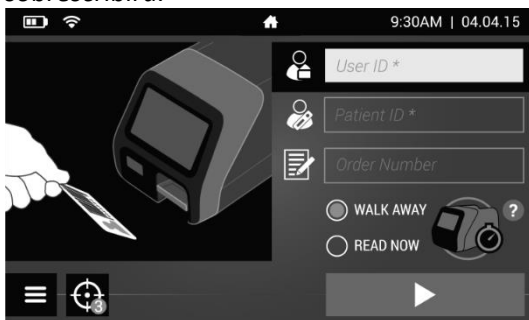 9:30AM | 04.04.15
User ID *
Patient ID *
Order Number
WALK AWAY
?
READ NOW
3